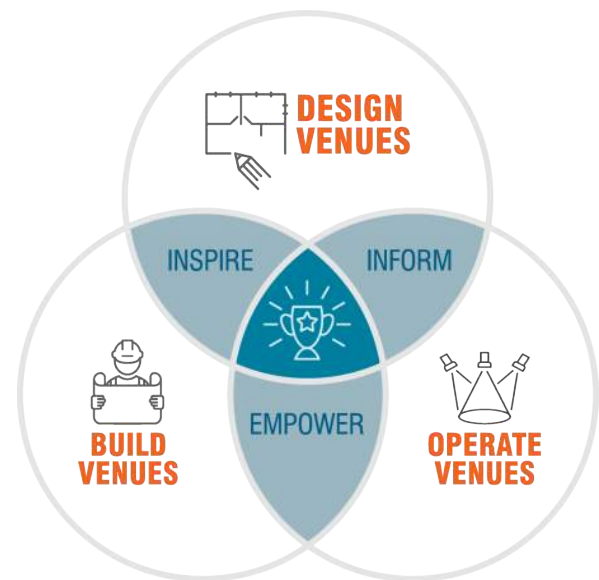 DESIGN
VENUES
INSPIRE
INFORM
EMPOWER
BUILD
VENUES
OPERATE
VENUES